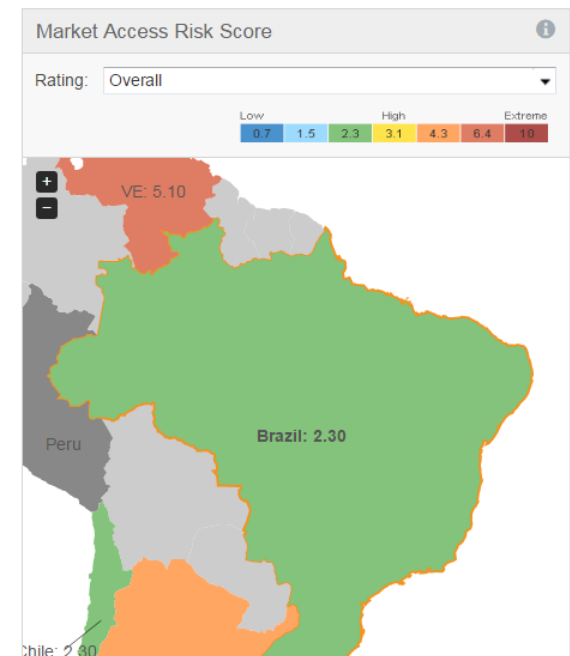 Market Access Risk Score
Rating: Overall
Low High Extreme
0.7 1.5 2.3 3.1 4.3 6.4 10
+
−
VE: 5.10
Brazil: 2.30
Peru
Chile: 2.30